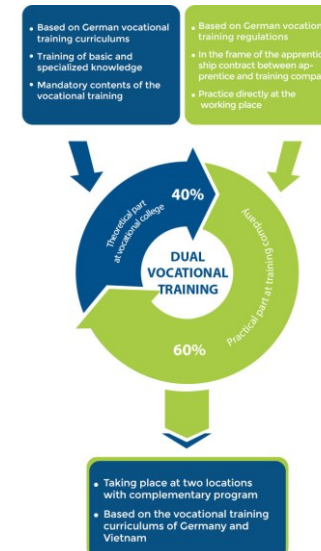 • Based on German vocational
training curriculums
• Training of basic and
specialized knowledge
• Mandatory contents of the
vocational training
• Based on German vocation
training regulations
• In the frame of the apprentic
ship contract between ap-
prentice and training compa
• Practice directly at the
working place
40%
Theoretical part
at vocational college
DUAL
VOCATIONAL
TRAINING
Practical part at training company
60%
• Taking place at two locations
with complementary program
• Based on the vocational training
curriculums of Germany and
Vietnam